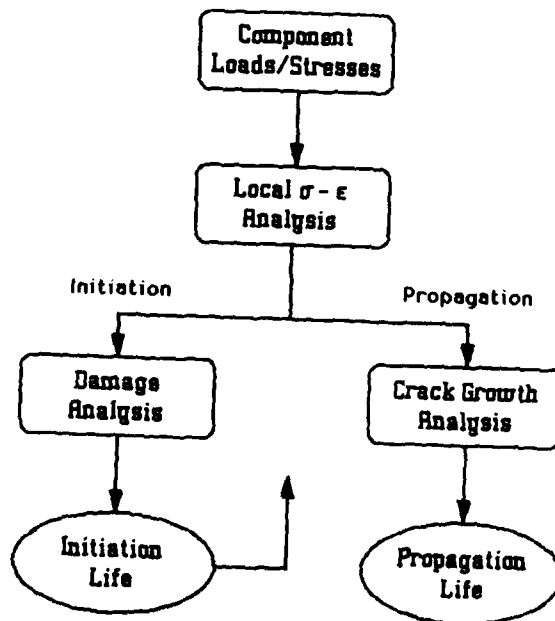 Component
Loads/Stresses
Local σ - ε
Analysis
Initiation
Propagation
Damage
Analysis
Crack Growth
Analysis
Initiation
Life
Propagation
Life